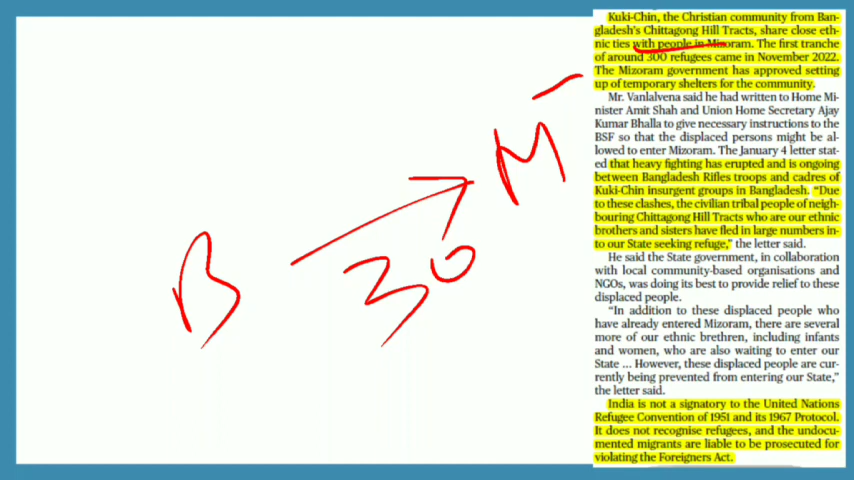 B
30
M
Kuki-Chin, the Christian community from Ban-
gladesh's Chittagong Hill Tracts, share close eth-
nic ties with people in Mizoram. The first tranche
of around 300 refugees came in November 2022.
The Mizoram government has approved setting
up of temporary shelters for the community.
Mr. Vanlalvena said he had written to Home Mi-
nister Amit Shah and Union Home Secretary Ajay
Kumar Bhalla to give necessary instructions to the
BSF so that the displaced persons might be al-
lowed to enter Mizoram. The January 4 letter stat-
ed that heavy fighting has erupted and is ongoing
between Bangladesh Rifles troops and cadres of
Kuki-Chin insurgent groups in Bangladesh. “Due
to these clashes, the civilian tribal people of neigh-
bouring Chittagong Hill Tracts who are our ethnic
brothers and sisters have fled in large numbers in-
to our State seeking refuge,” the letter said.
He said the State government, in collaboration
with local community-based organisations and
NGOs, was doing its best to provide relief to these
displaced people.
“In addition to these displaced people who
have already entered Mizoram, there are several
more of our ethnic brethren, including infants
and women, who are also waiting to enter our
State ... However, these displaced people are cur-
rently being prevented from entering our State,”
the letter said.
India is not a signatory to the United Nations
Refugee Convention of 1951 and its 1967 Protocol.
It does not recognise refugees, and the undocu-
mented migrants are liable to be prosecuted for
violating the Foreigners Act.